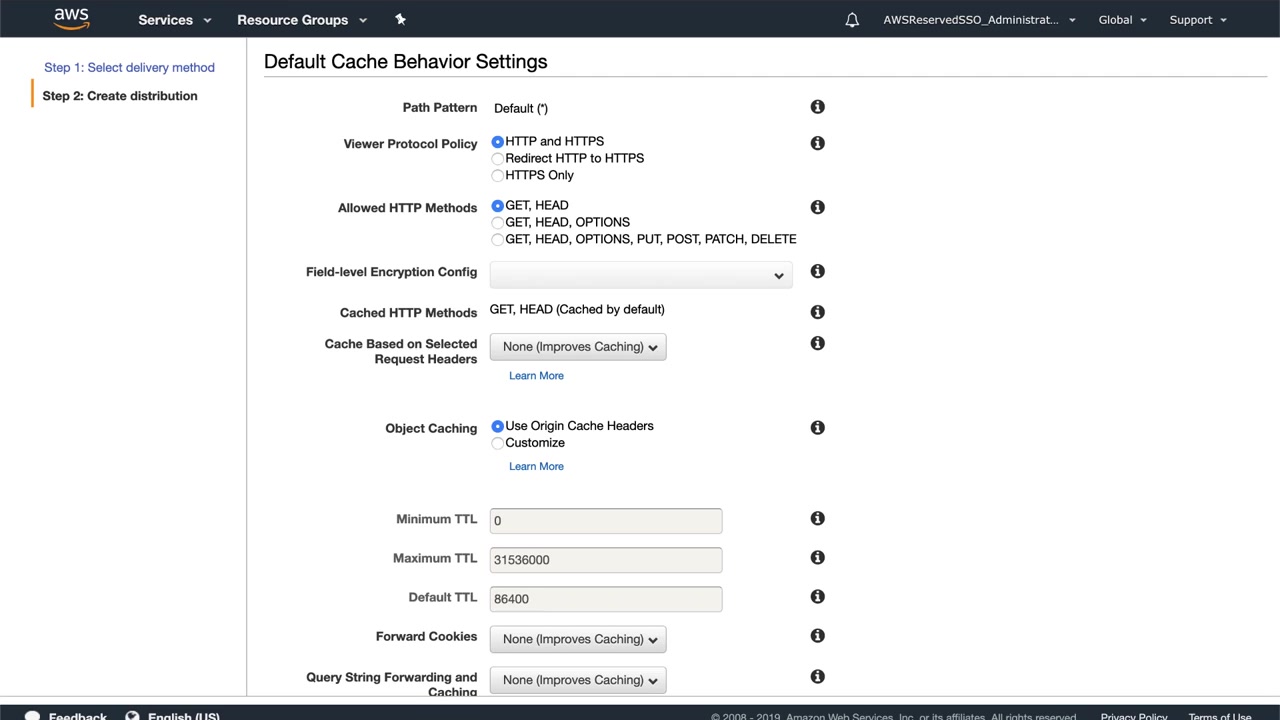 aws Services Resource Groups AWSReservedSSO_Administrat... Global Support
Step 1: Select delivery method
Step 2: Create distribution
Default Cache Behavior Settings
Path Pattern Default (*)
Viewer Protocol Policy HTTP and HTTPS
Redirect HTTP to HTTPS
HTTPS Only
Allowed HTTP Methods GET, HEAD
GET, HEAD, OPTIONS
GET, HEAD, OPTIONS, PUT, POST, PATCH, DELETE
Field-level Encryption Config
Cached HTTP Methods GET, HEAD (Cached by default)
Cache Based on Selected Request Headers None (Improves Caching)
Learn More
Object Caching Use Origin Cache Headers
Customize
Learn More
Minimum TTL 0
Maximum TTL 31536000
Default TTL 86400
Forward Cookies None (Improves Caching)
Query String Forwarding and Caching None (Improves Caching)
Feedback English (US) © 2008 - 2019, Amazon Web Services, Inc. or its affiliates. All rights reserved. Privacy Policy Terms of Use